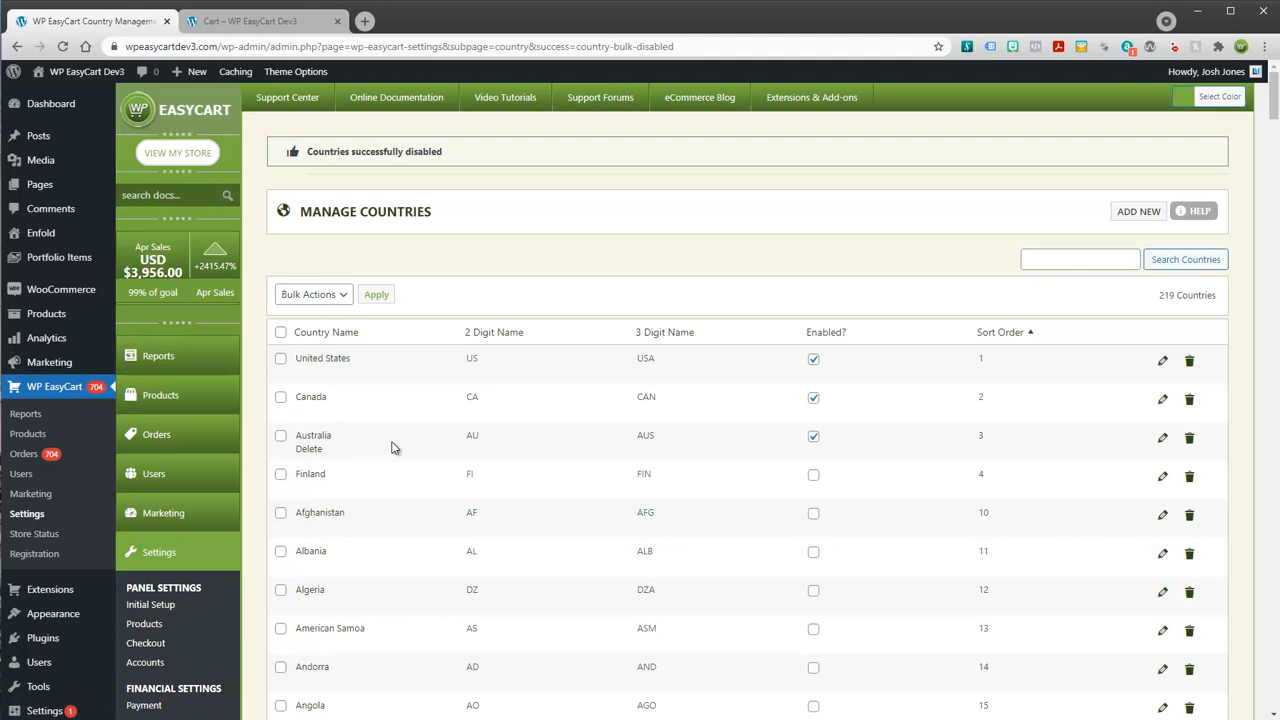 WP EasyCart Country Manageme
Cart – WP EasyCart Dev3
wpeasycartdev3.com/wp-admin/admin.php?page=wp-easycart-settings&subpage=country&success=country-bulk-disabled
WP EasyCart Dev3
New
Caching
Theme Options
Howdy, Josh Jones
Dashboard
Posts
Media
Pages
Comments
Enfold
Portfolio Items
WooCommerce
Products
Analytics
Marketing
WP EasyCart 704
Reports
Products
Orders 704
Users
Marketing
Settings
Store Status
Registration
Extensions
Appearance
Plugins
Users
Tools
Settings 1
WP EASYCART
VIEW MY STORE
search docs...
Apr Sales
USD
$3,956.00
+2415.47%
99% of goal
Apr Sales
Reports
Products
Orders
Users
Marketing
Settings
PANEL SETTINGS
Initial Setup
Products
Checkout
Accounts
FINANCIAL SETTINGS
Payment
Support Center
Online Documentation
Video Tutorials
Support Forums
eCommerce Blog
Extensions & Add-ons
Select Color
Countries successfully disabled
MANAGE COUNTRIES
ADD NEW
HELP
Search Countries
Bulk Actions
Apply
219 Countries
Country Name 2 Digit Name 3 Digit Name Enabled? Sort Order
United States US USA 1
Canada CA CAN 2
Australia AU AUS 3
Delete
Finland FI FIN 4
Afghanistan AF AFG 10
Albania AL ALB 11
Algeria DZ DZA 12
American Samoa AS ASM 13
Andorra AD AND 14
Angola AO AGO 15